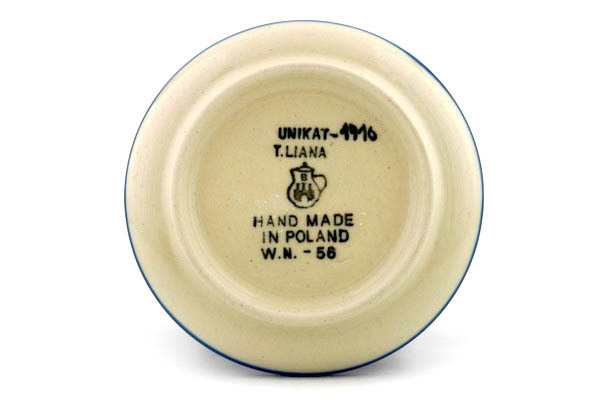 UNIKAT-1916
T.LIANA
B
HAND MADE
IN POLAND
W.N. - 56